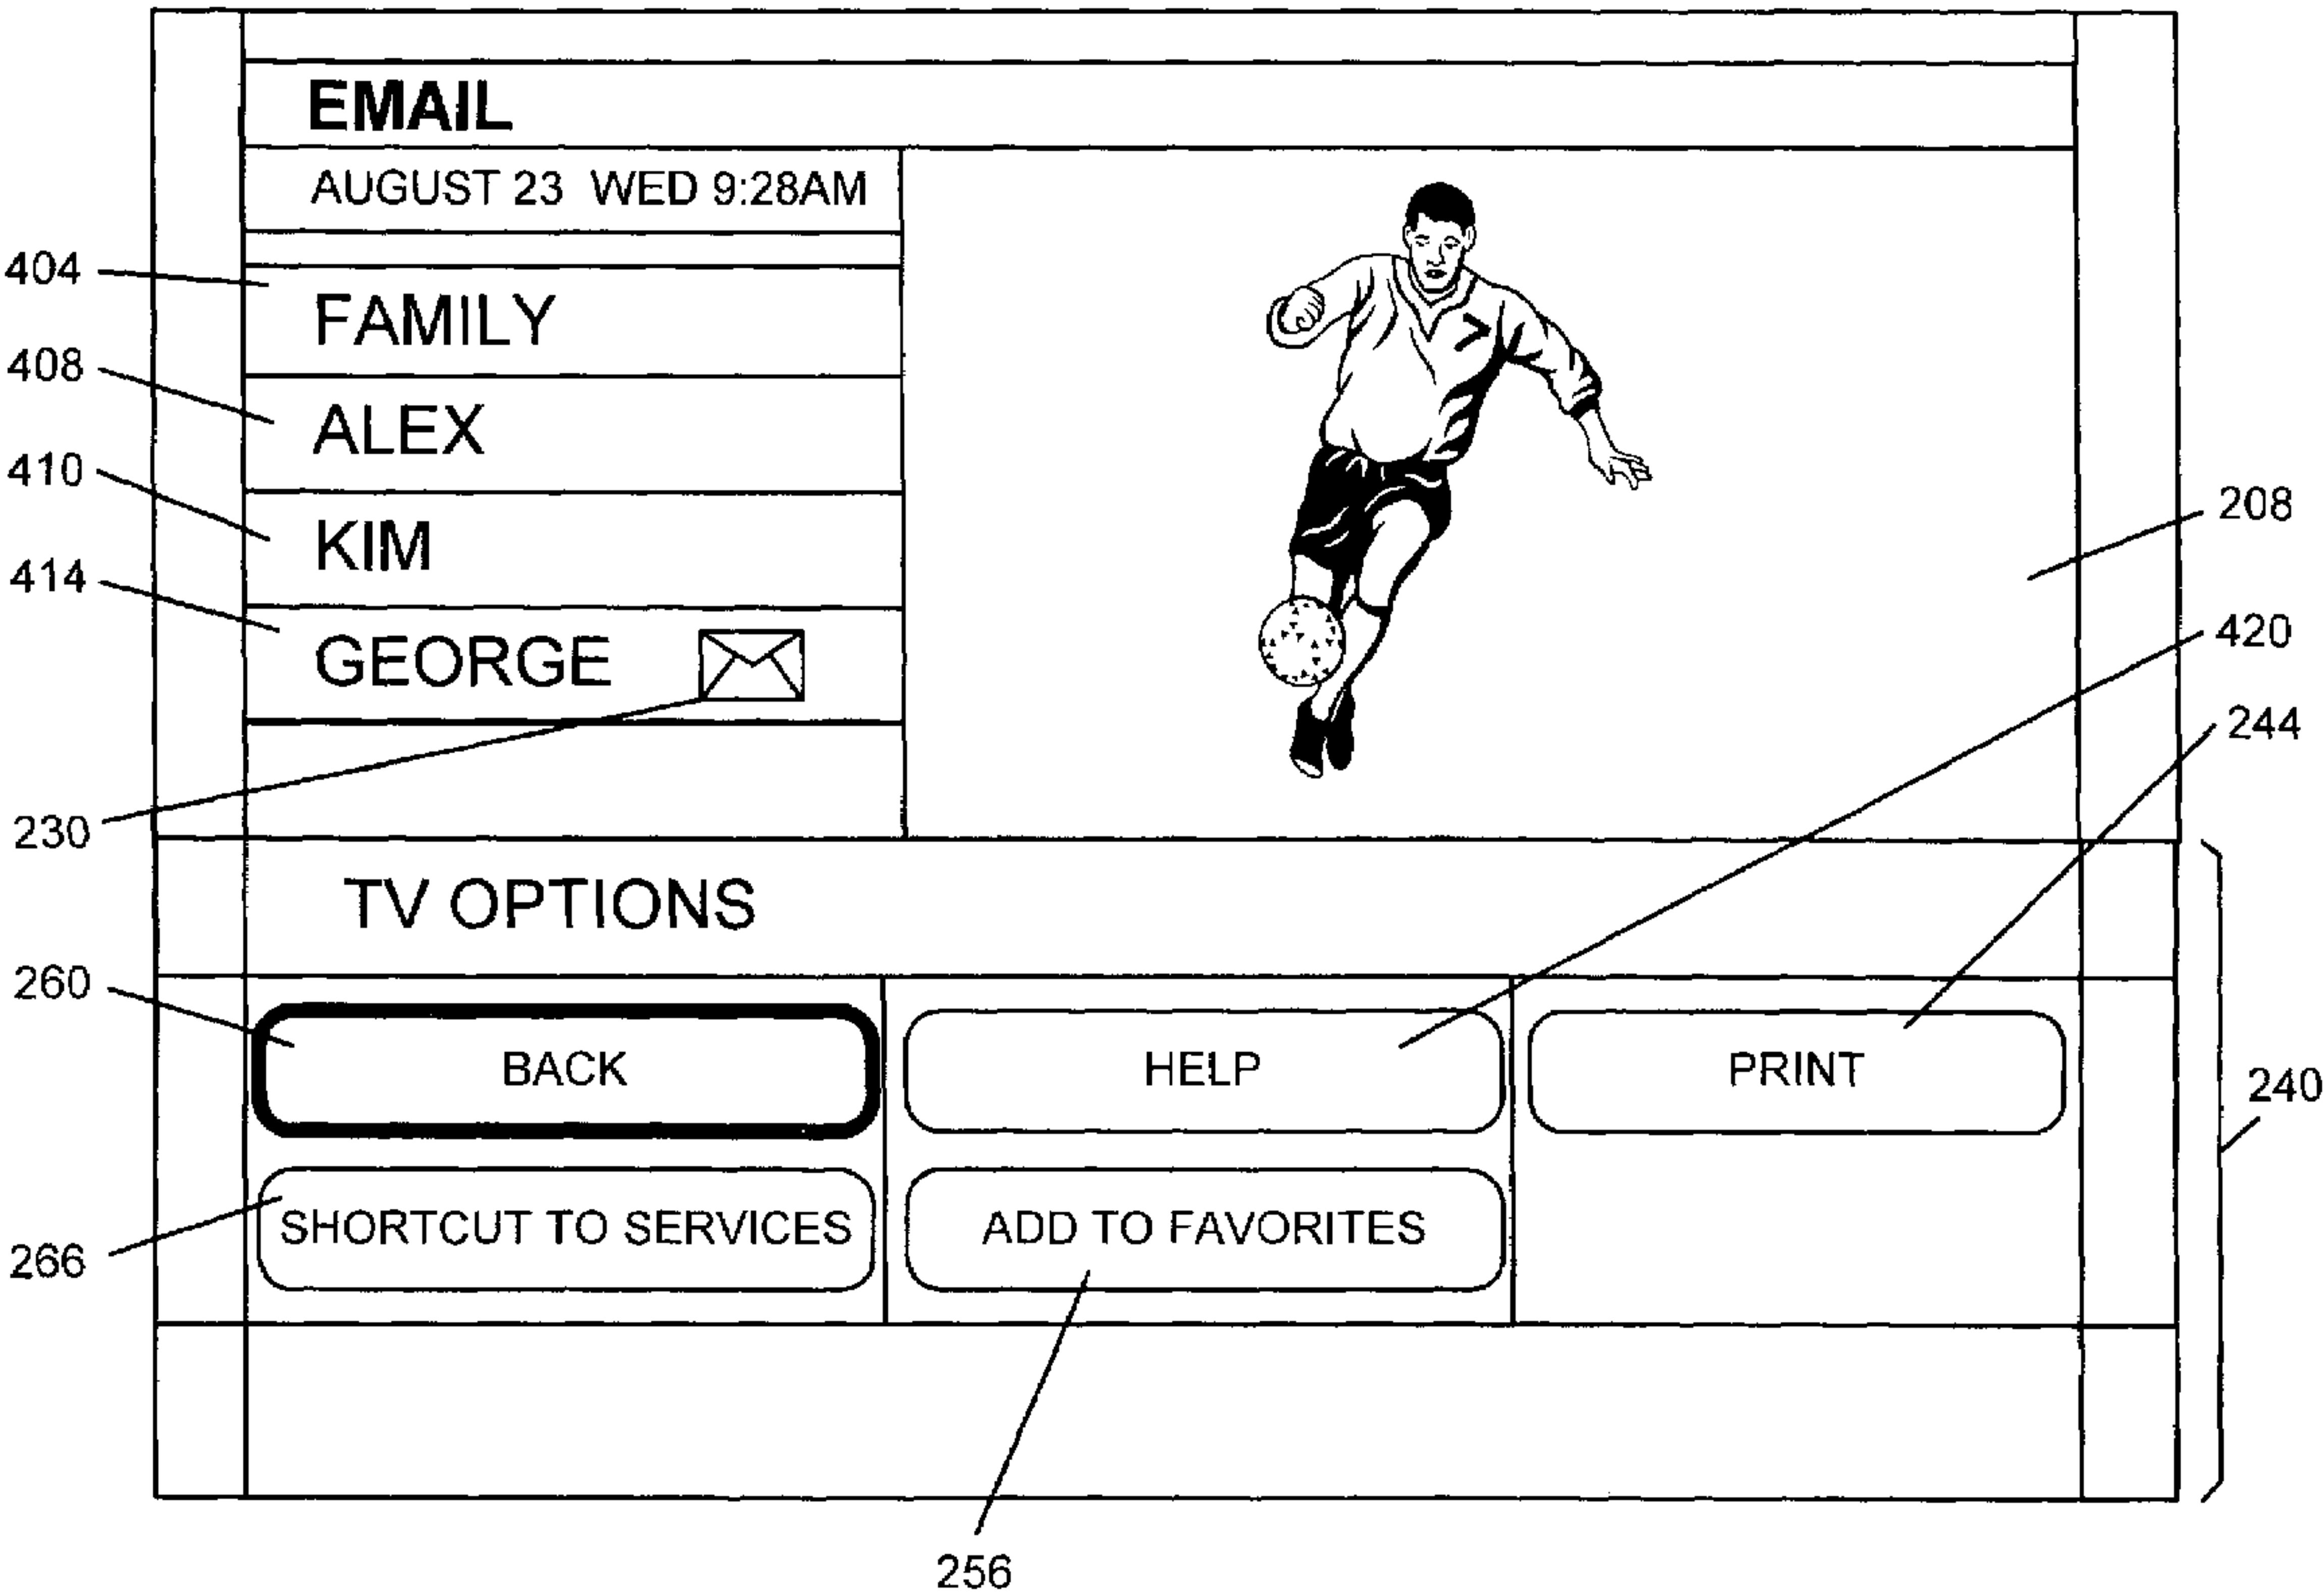 EMAIL
AUGUST 23 WED 9:28AM
404
FAMILY
408
ALEX
410
KIM
414
GEORGE
230
7
208
420
244
TV OPTIONS
260
BACK
HELP
PRINT
240
266
SHORTCUT TO SERVICES
ADD TO FAVORITES
256